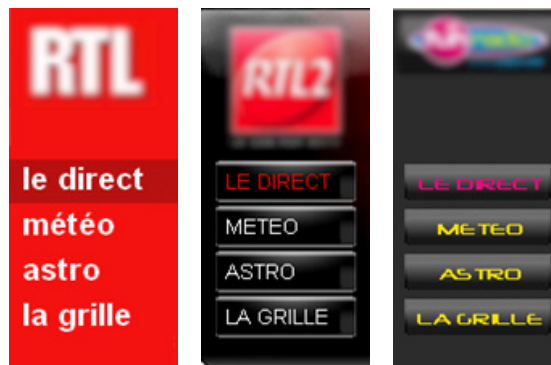 RTL
le direct
météo
astro
la grille
RTL2
LE DIRECT
METEO
ASTRO
LA GRILLE
LE DIRECT
METEO
ASTRO
LA GRILLE